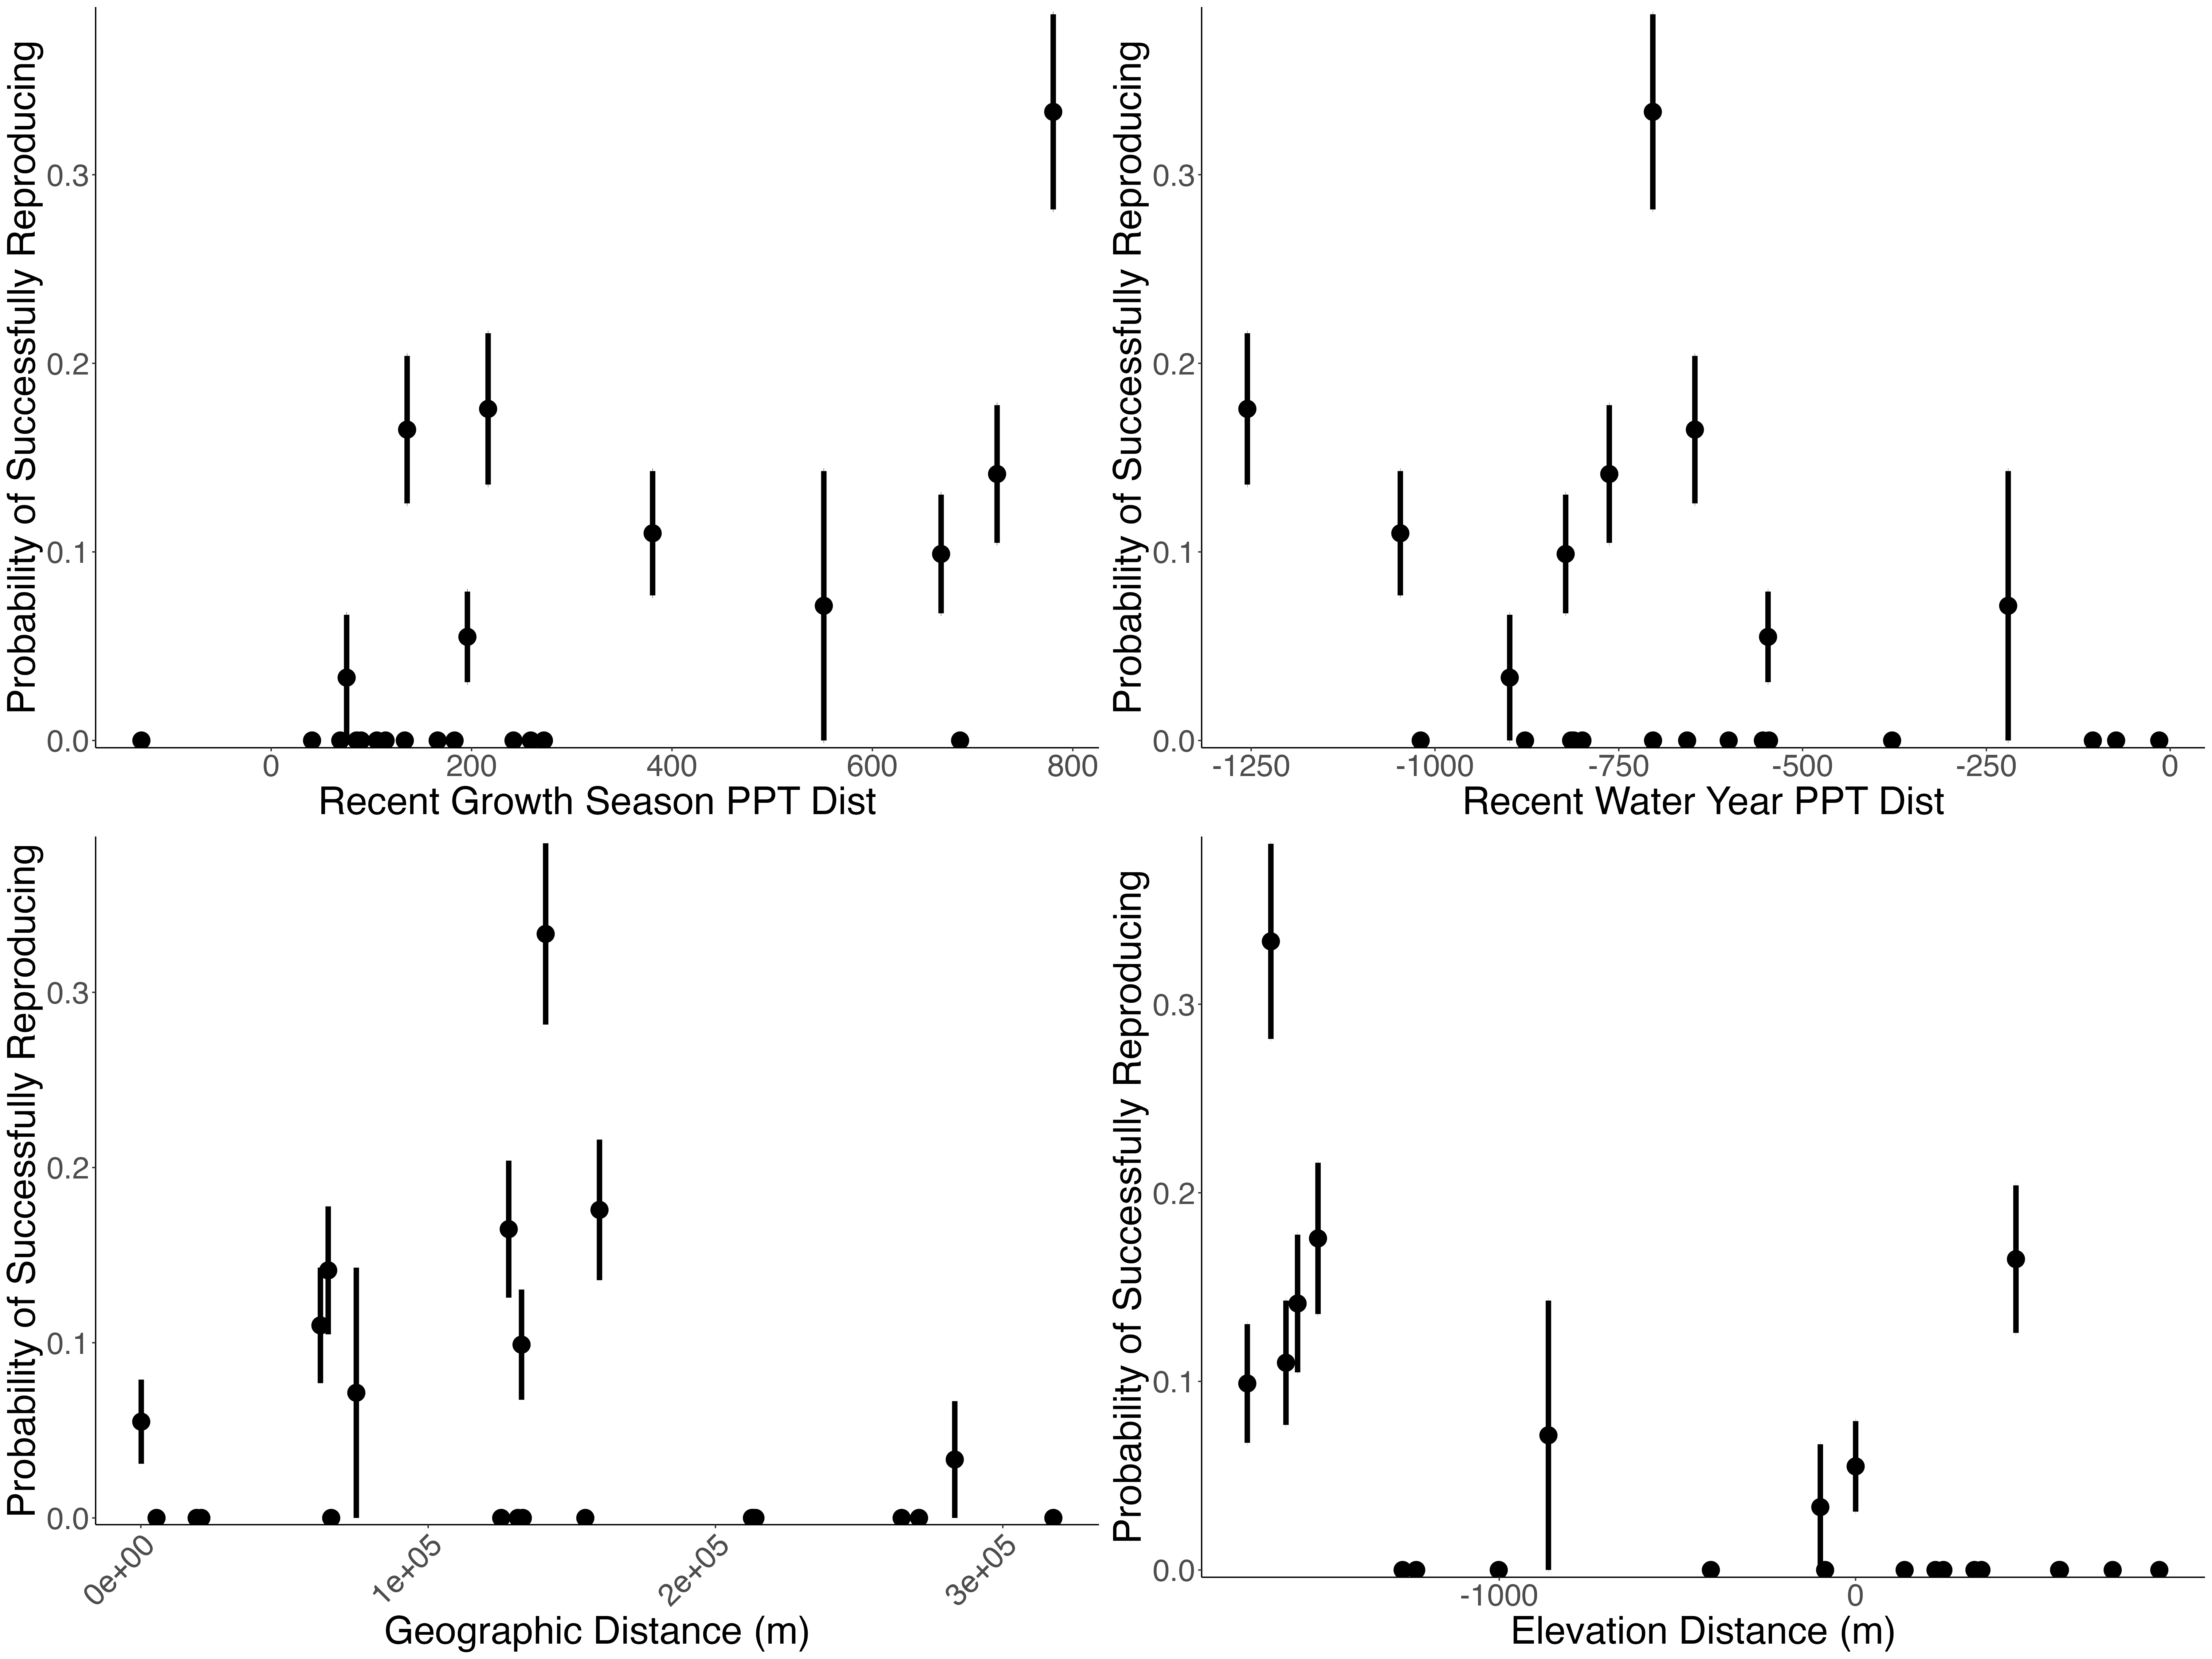 Probability of Successfully Reproducing
0.3
0.2
0.1
0.0
0
200
400
600
800
Recent Growth Season PPT Dist
Probability of Successfully Reproducing
0.3
0.2
0.1
0.0
-1250
-1000
-750
-500
-250
0
Recent Water Year PPT Dist
Probability of Successfully Reproducing
0.3
0.2
0.1
0.0
0e+00
1e+05
2e+05
3e+05
Geographic Distance (m)
Probability of Successfully Reproducing
0.3
0.2
0.1
0.0
-1000
0
Elevation Distance (m)